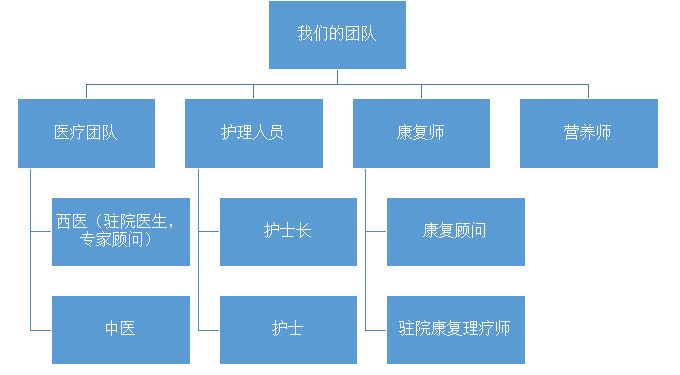 我们的团队
医疗团队
护理人员
康复师
营养师
西医（驻院医生，
专家顾问）
护士长
康复顾问
中医
护士
驻院康复理疗师